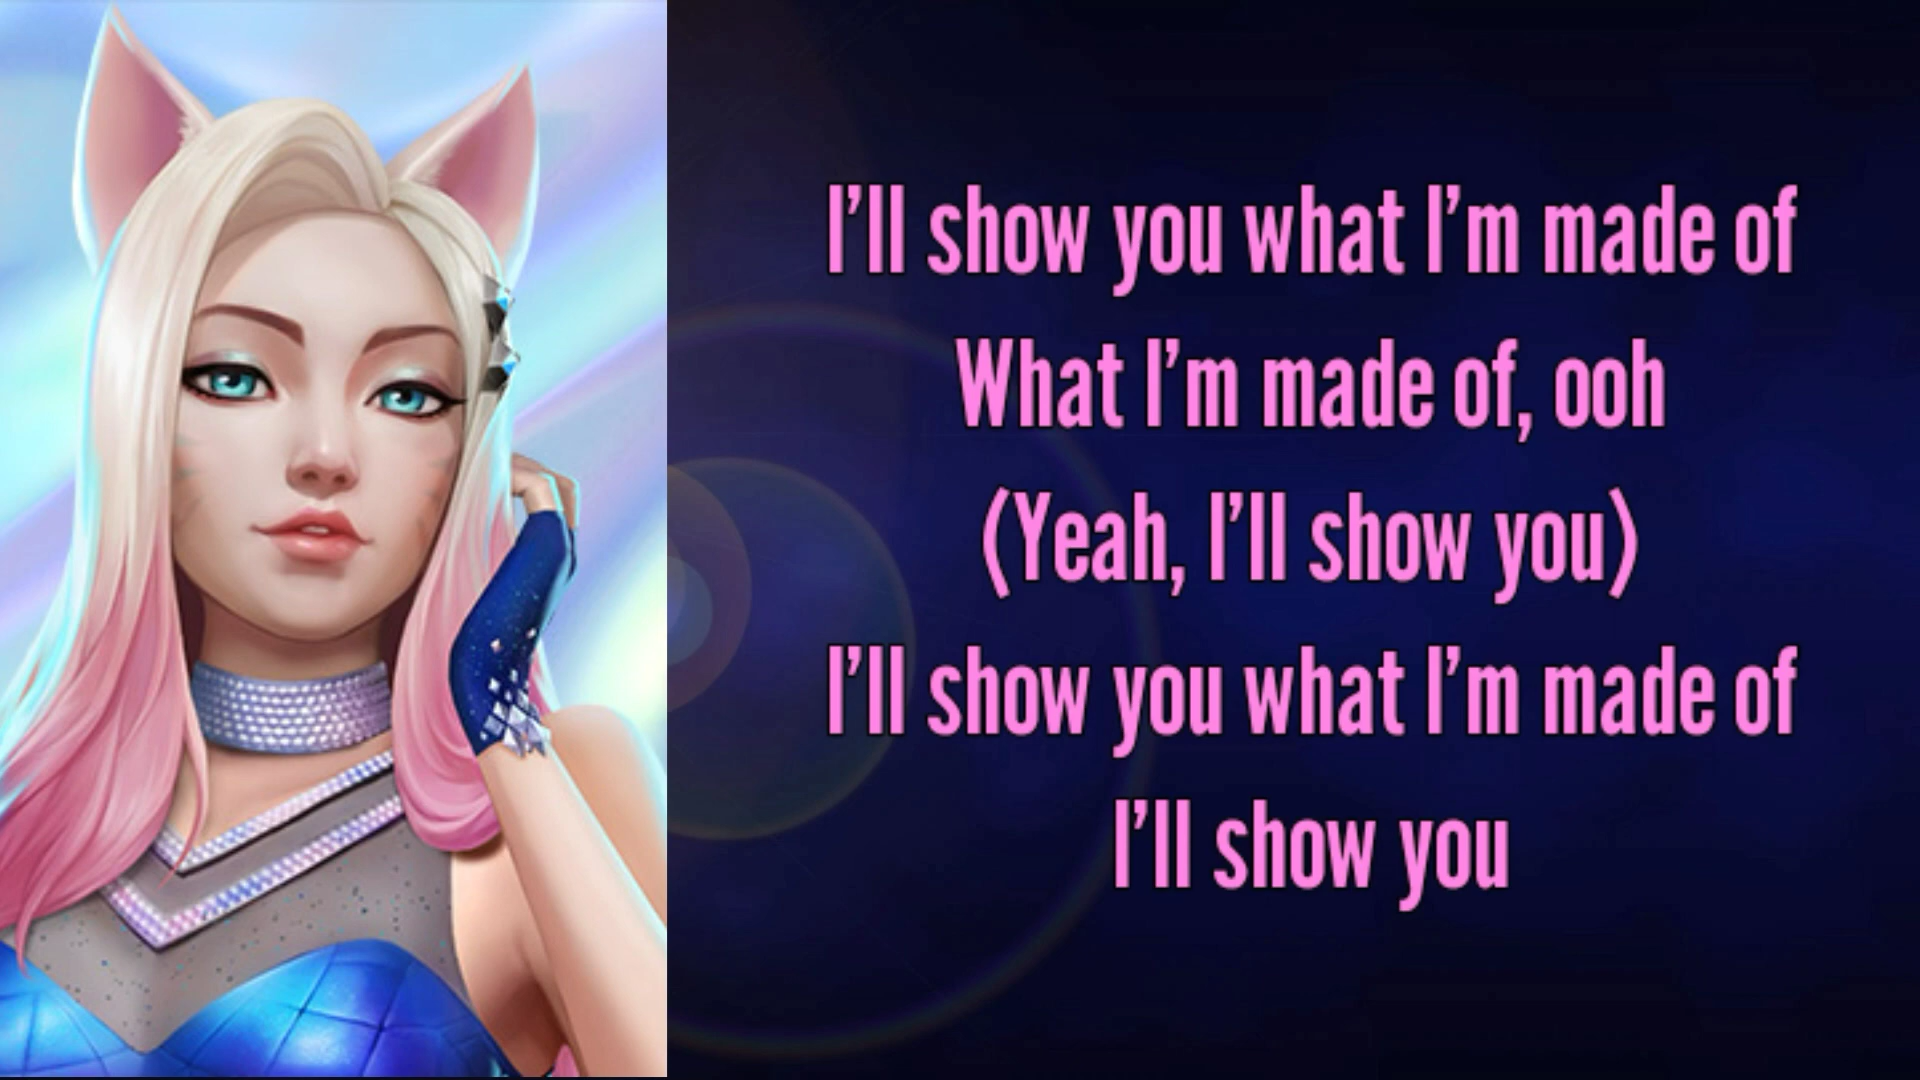 I’ll show you what I’m made of
What I’m made of, ooh
(Yeah, I’ll show you)
I’ll show you what I’m made of
I’ll show you